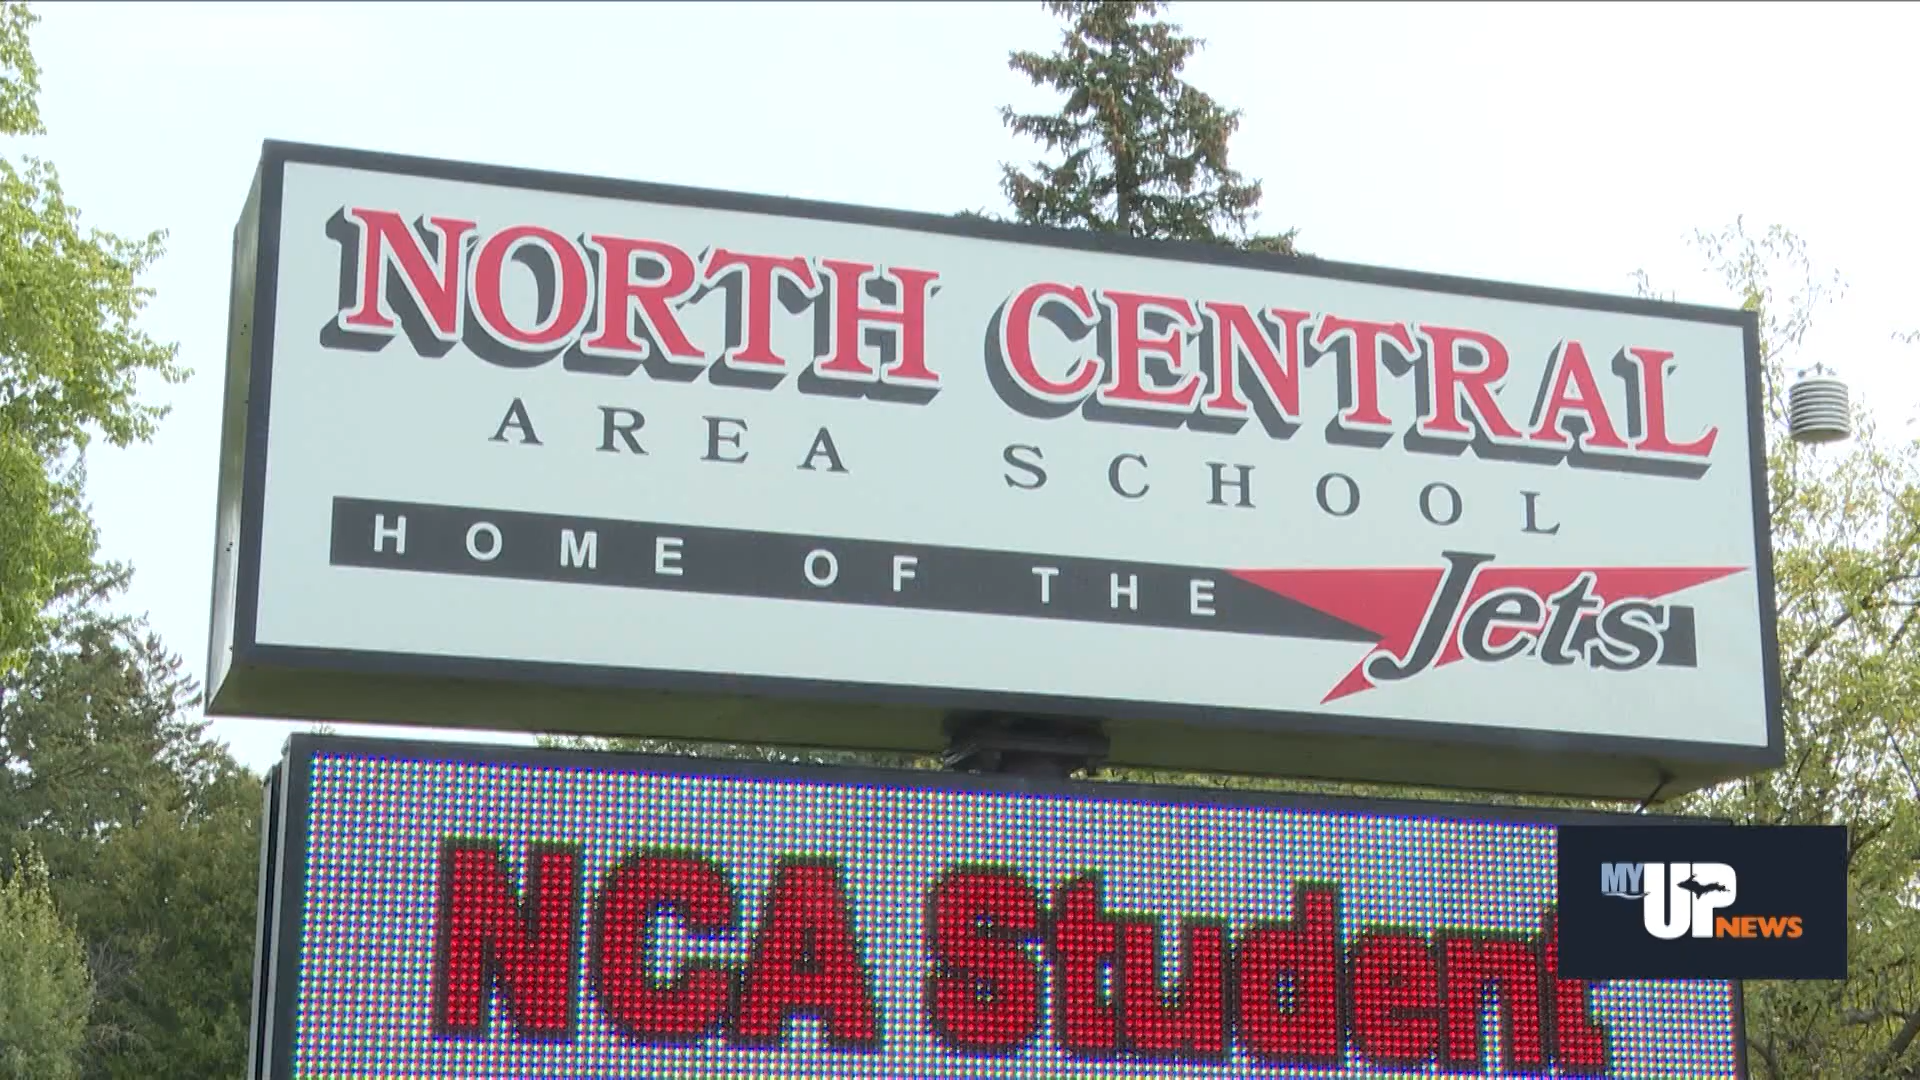 NORTH CENTRAL
AREA SCHOOL
HOME OF THE Jets
NCA Student
MY UP NEWS